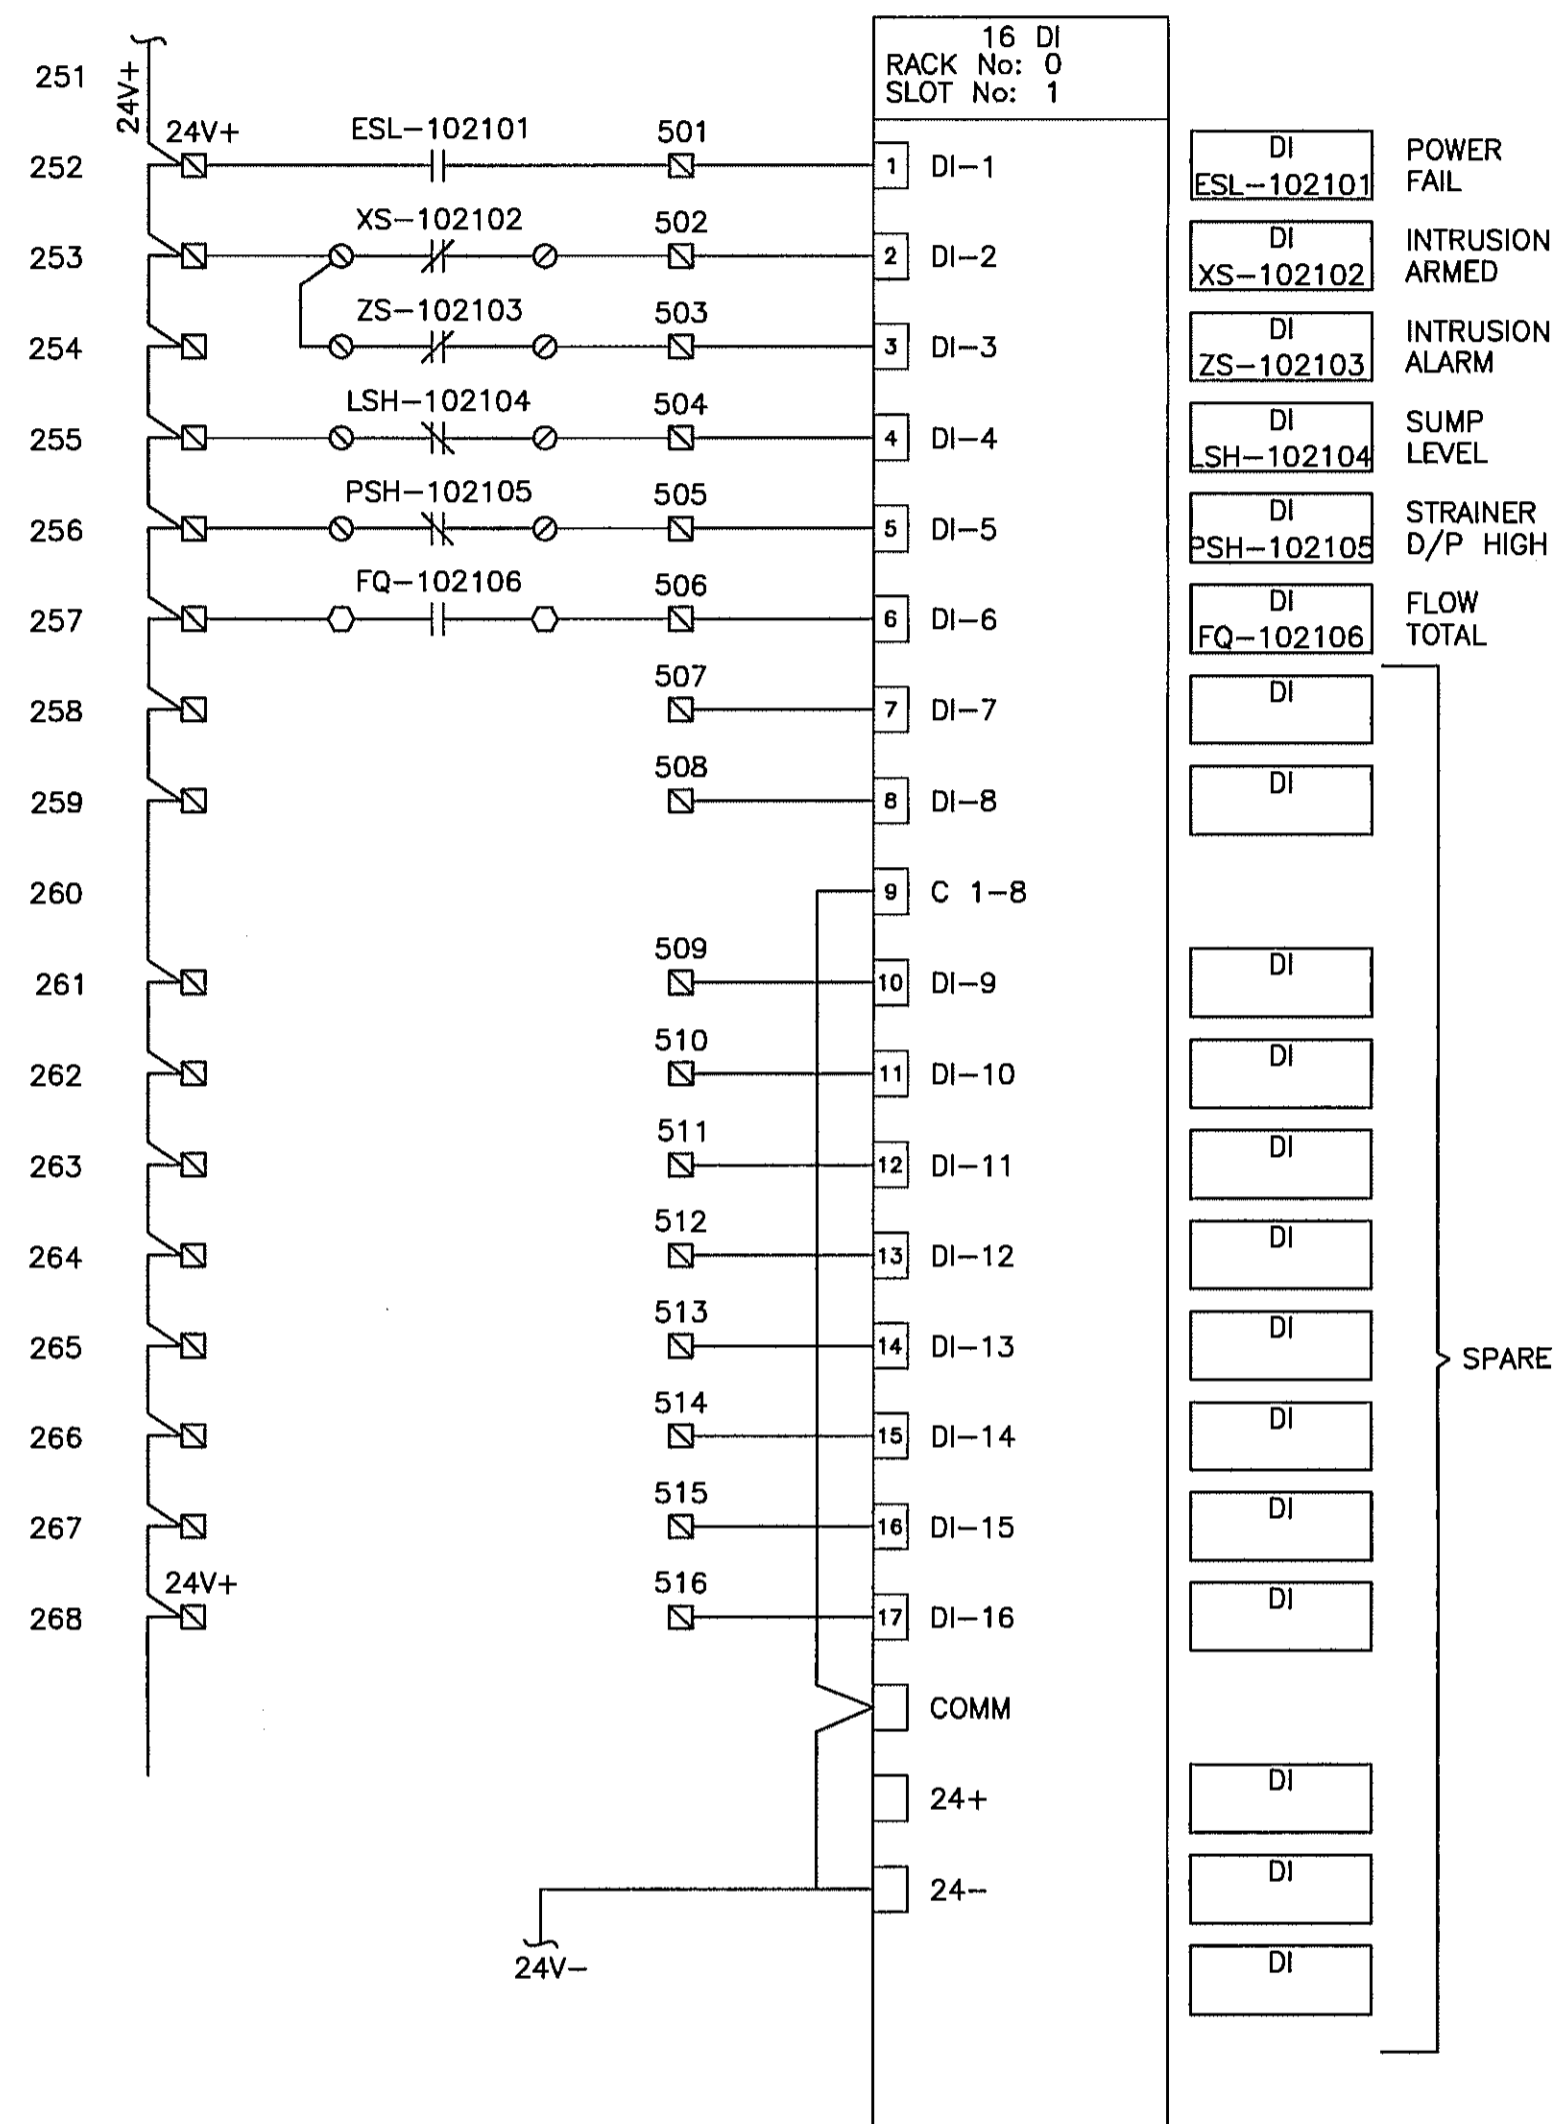 16 DI
RACK No: 0
SLOT No: 1
251
24V+
24V+
252
ESL-102101
501
1
DI-1
DI
ESL-102101
POWER
FAIL
253
XS-102102
502
2
DI-2
DI
XS-102102
INTRUSION
ARMED
254
ZS-102103
503
3
DI-3
DI
ZS-102103
INTRUSION
ALARM
255
LSH-102104
504
4
DI-4
DI
LSH-102104
SUMP
LEVEL
256
PSH-102105
505
5
DI-5
DI
PSH-102105
STRAINER
D/P HIGH
257
FQ-102106
506
6
DI-6
DI
FQ-102106
FLOW
TOTAL
258
507
7
DI-7
DI
259
508
8
DI-8
DI
260
9
C 1-8
261
509
10
DI-9
DI
262
510
11
DI-10
DI
263
511
12
DI-11
DI
264
512
13
DI-12
DI
265
513
14
DI-13
DI
SPARE
266
514
15
DI-14
DI
267
515
16
DI-15
DI
24V+
268
516
17
DI-16
DI
COMM
24+
DI
24-
DI
24V-
DI